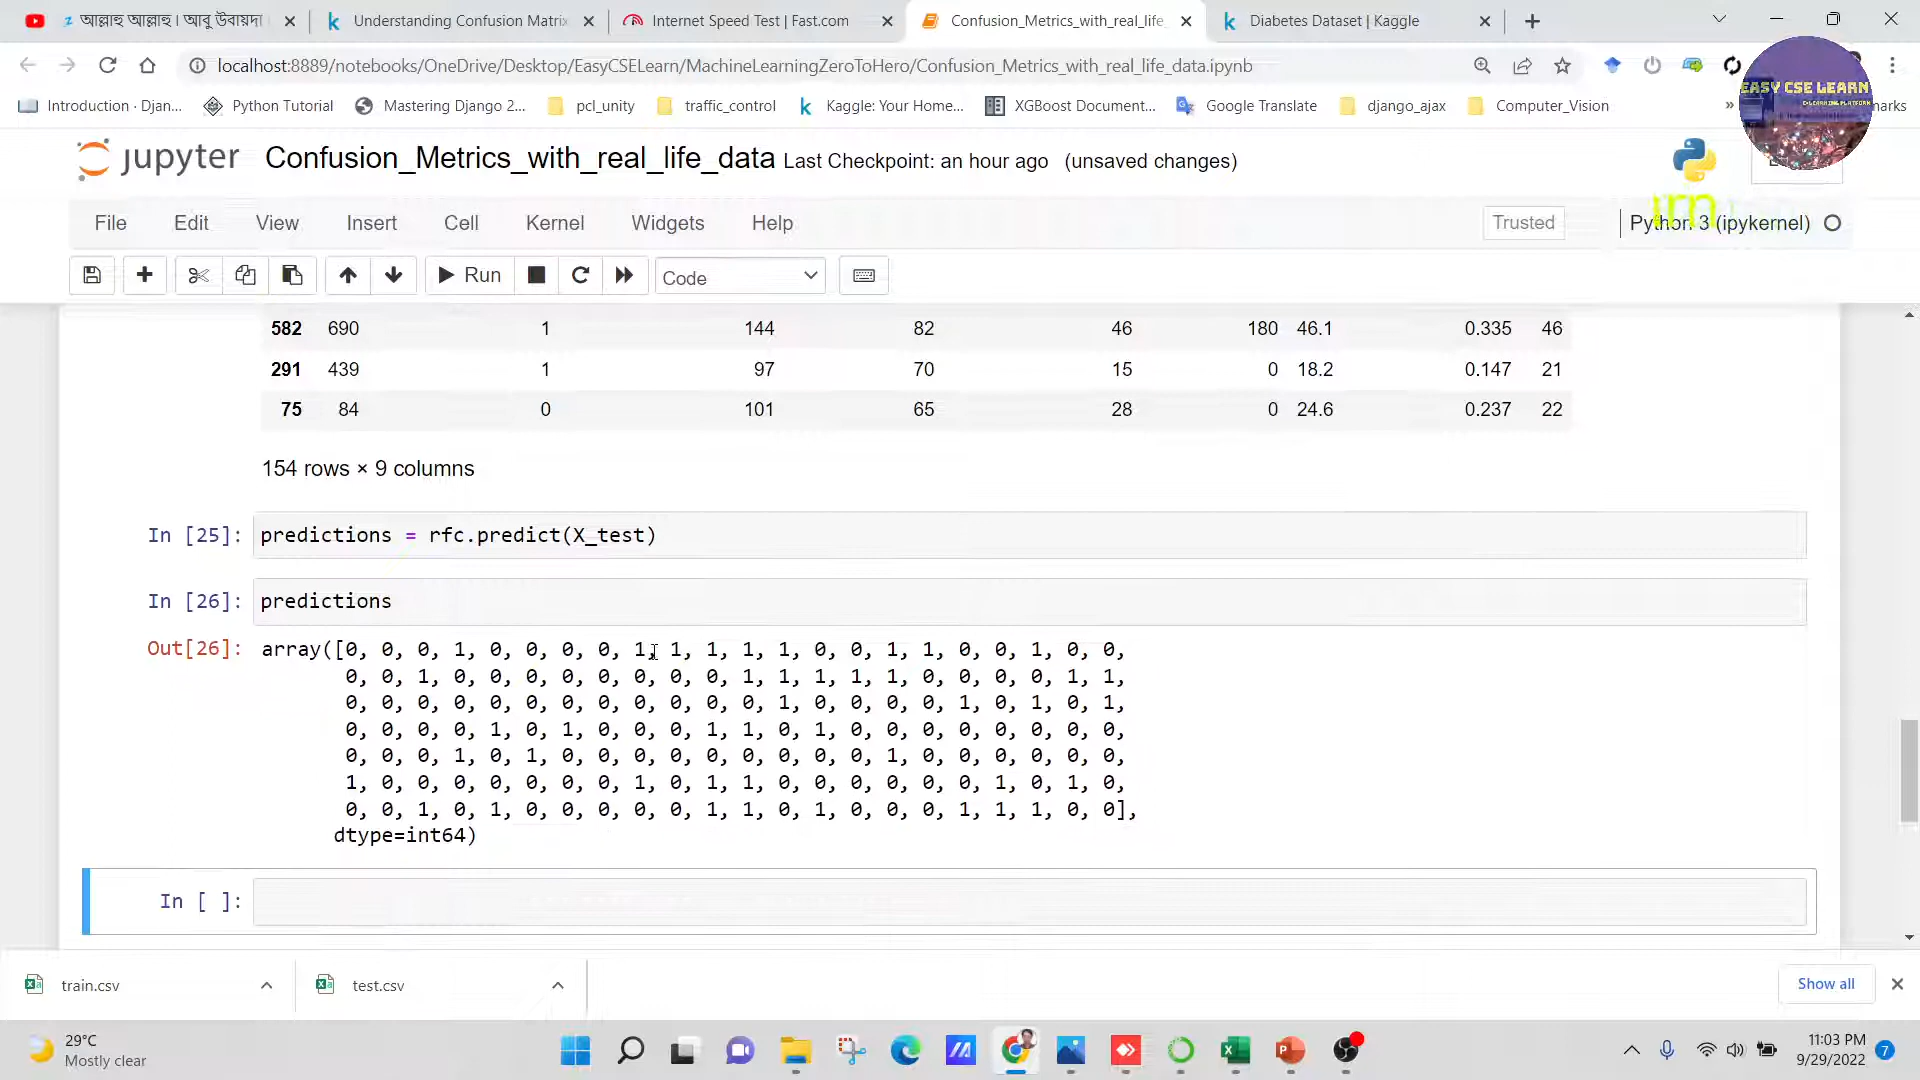 আল্লাহু আল্লাহু। আবু উবায়দা
Understanding Confusion Matrix
Internet Speed Test | Fast.com
Confusion_Metrics_with_real_life_
Diabetes Dataset | Kaggle
localhost:8889/notebooks/OneDrive/Desktop/EasyCSELearn/MachineLearningZeroToHero/Confusion_Metrics_with_real_life_data.ipynb
Introduction · Djan...
Python Tutorial
Mastering Django 2...
pcl_unity
traffic_control
Kaggle: Your Home...
XGBoost Document...
Google Translate
django_ajax
Computer_Vision
»
marks
EASY CSE LEARN
E-LEARNING PLATFORM
jupyter Confusion_Metrics_with_real_life_data Last Checkpoint: an hour ago (unsaved changes)
File Edit View Insert Cell Kernel Widgets Help
Trusted
Python 3 (ipykernel)
Run
Code
582 690 1 144 82 46 180 46.1 0.335 46
291 439 1 97 70 15 0 18.2 0.147 21
75 84 0 101 65 28 0 24.6 0.237 22
154 rows × 9 columns
In [25]: predictions = rfc.predict(X_test)
In [26]: predictions
Out[26]: array([0, 0, 0, 1, 0, 0, 0, 0, 1, 1, 1, 1, 1, 0, 0, 1, 1, 0, 0, 1, 0, 0,
0, 0, 1, 0, 0, 0, 0, 0, 0, 0, 0, 1, 1, 1, 1, 1, 0, 0, 0, 0, 1, 1,
0, 0, 0, 0, 0, 0, 0, 0, 0, 0, 0, 0, 1, 0, 0, 0, 0, 1, 0, 1, 0, 1,
0, 0, 0, 0, 1, 0, 1, 0, 0, 0, 1, 1, 0, 1, 0, 0, 0, 0, 0, 0, 0, 0,
0, 0, 0, 1, 0, 1, 0, 0, 0, 0, 0, 0, 0, 0, 0, 1, 0, 0, 0, 0, 0, 0,
1, 0, 0, 0, 0, 0, 0, 0, 1, 0, 1, 1, 0, 0, 0, 0, 0, 0, 1, 0, 1, 0,
0, 0, 1, 0, 1, 0, 0, 0, 0, 0, 1, 1, 0, 1, 0, 0, 0, 1, 1, 1, 0, 0],
dtype=int64)
In [ ]:
train.csv
test.csv
Show all
29°C
Mostly clear
11:03 PM
9/29/2022
7